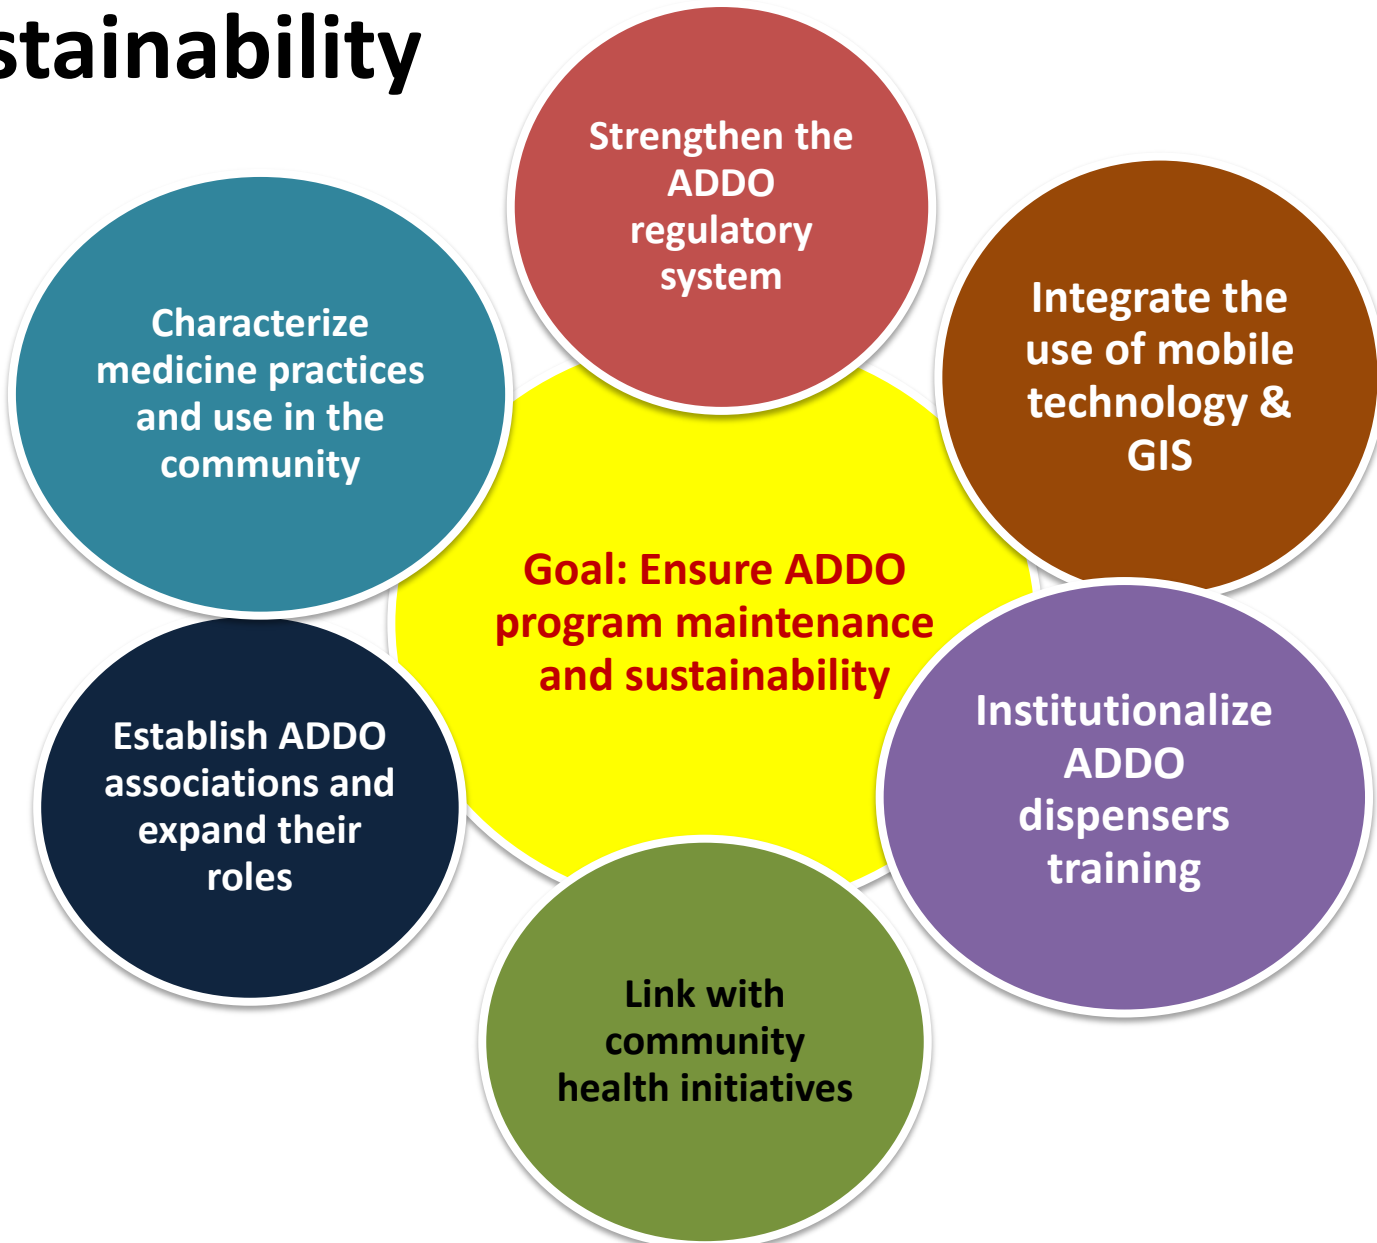 stainability
Strengthen the
ADDO
regulatory
system
Integrate the
use of mobile
technology &
GIS
Characterize
medicine practices
and use in the
community
Goal: Ensure ADDO
program maintenance
and sustainability
Institutionalize
ADDO
dispensers
training
Establish ADDO
associations and
expand their
roles
Link with
community
health initiatives